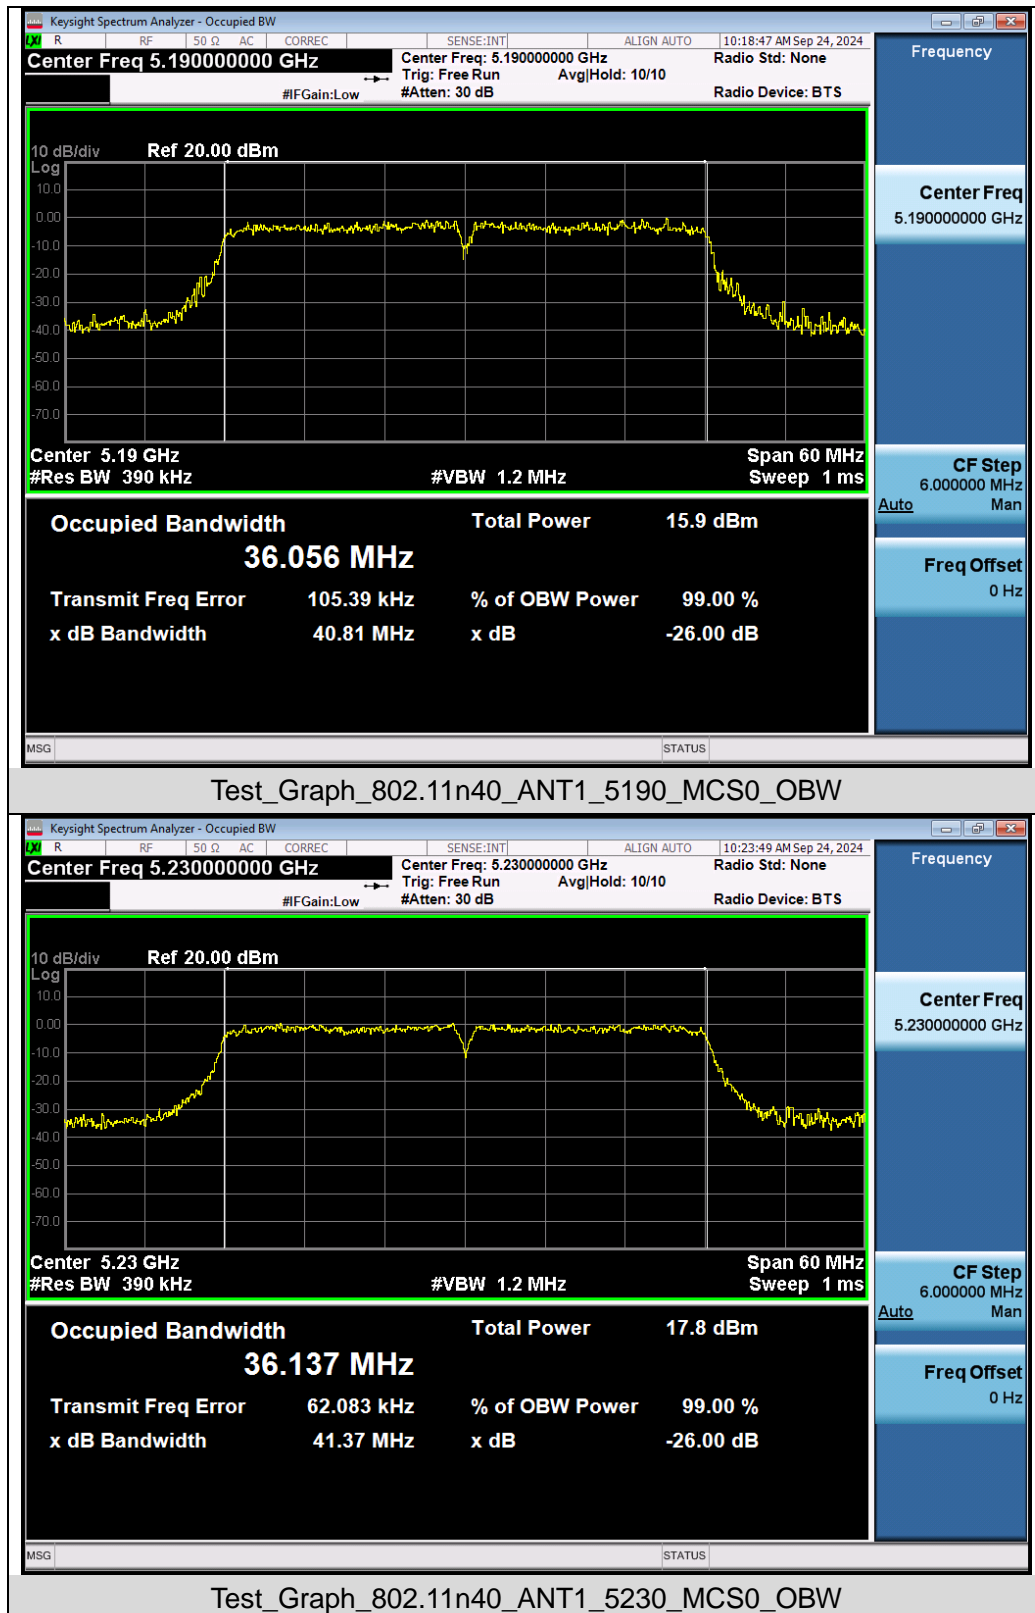 Keysight Spectrum Analyzer - Occupied BW
LXI R RF 50 Ω AC CORREC SENSE:INT ALIGN AUTO 10:18:47 AM Sep 24, 2024
Center Freq 5.190000000 GHz
Center Freq: 5.190000000 GHz
Radio Std: None
Trig: Free Run Avg|Hold: 10/10
#IFGain:Low
#Atten: 30 dB
Radio Device: BTS
Frequency
10 dB/div Ref 20.00 dBm
Log
10.0
0.00
-10.0
-20.0
-30.0
-40.0
-50.0
-60.0
-70.0
Center Freq
5.190000000 GHz
Center 5.19 GHz Span 60 MHz
#Res BW 390 kHz #VBW 1.2 MHz Sweep 1 ms
CF Step
6.000000 MHz
Auto Man
Freq Offset
0 Hz
Occupied Bandwidth Total Power 15.9 dBm
36.056 MHz
Transmit Freq Error 105.39 kHz % of OBW Power 99.00 %
x dB Bandwidth 40.81 MHz x dB -26.00 dB
MSG STATUS
Test_Graph_802.11n40_ANT1_5190_MCS0_OBW
Keysight Spectrum Analyzer - Occupied BW
LXI R RF 50 Ω AC CORREC SENSE:INT ALIGN AUTO 10:23:49 AM Sep 24, 2024
Center Freq 5.230000000 GHz
Center Freq: 5.230000000 GHz
Radio Std: None
Trig: Free Run Avg|Hold: 10/10
#IFGain:Low
#Atten: 30 dB
Radio Device: BTS
Frequency
10 dB/div Ref 20.00 dBm
Log
10.0
0.00
-10.0
-20.0
-30.0
-40.0
-50.0
-60.0
-70.0
Center Freq
5.230000000 GHz
Center 5.23 GHz Span 60 MHz
#Res BW 390 kHz #VBW 1.2 MHz Sweep 1 ms
CF Step
6.000000 MHz
Auto Man
Freq Offset
0 Hz
Occupied Bandwidth Total Power 17.8 dBm
36.137 MHz
Transmit Freq Error 62.083 kHz % of OBW Power 99.00 %
x dB Bandwidth 41.37 MHz x dB -26.00 dB
MSG STATUS
Test_Graph_802.11n40_ANT1_5230_MCS0_OBW